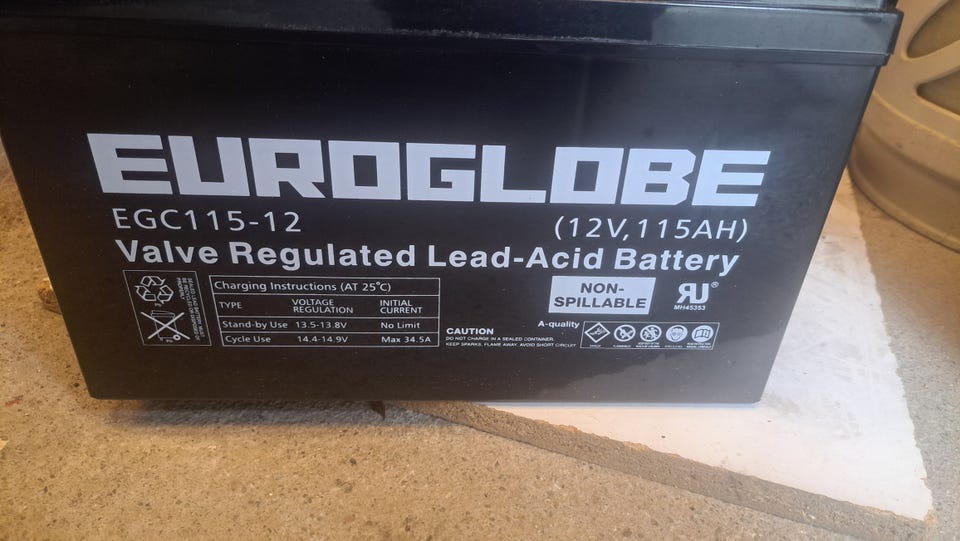 EUROGLOBE
EGC115-12
(12V,115AH)
Valve Regulated Lead-Acid Battery
Charging Instructions (AT 25°C)
TYPE VOLTAGE REGULATION INITIAL CURRENT
Stand-by Use 13.5-13.8V No Limit
Cycle Use 14.4-14.9V Max 34.5A
CAUTION
DO NOT CHARGE IN A SEALED CONTAINER.
KEEP SPARKS, FLAME AWAY. AVOID SHORT CIRCUIT
NON-
SPILLABLE
MH45353
A-quality
Pb